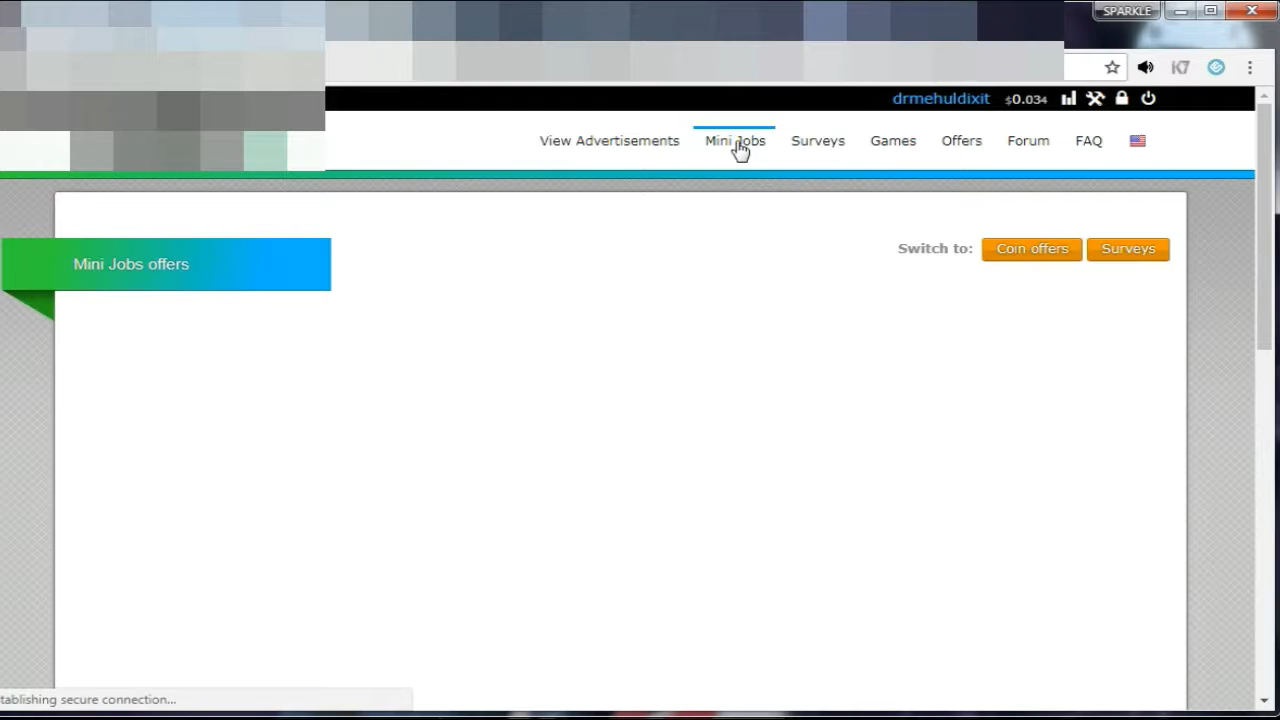 SPARKLE
K7
drmehuldixit $0.034
View Advertisements Mini Jobs Surveys Games Offers Forum FAQ
Switch to: Coin offers Surveys
Mini Jobs offers
tablishing secure connection...